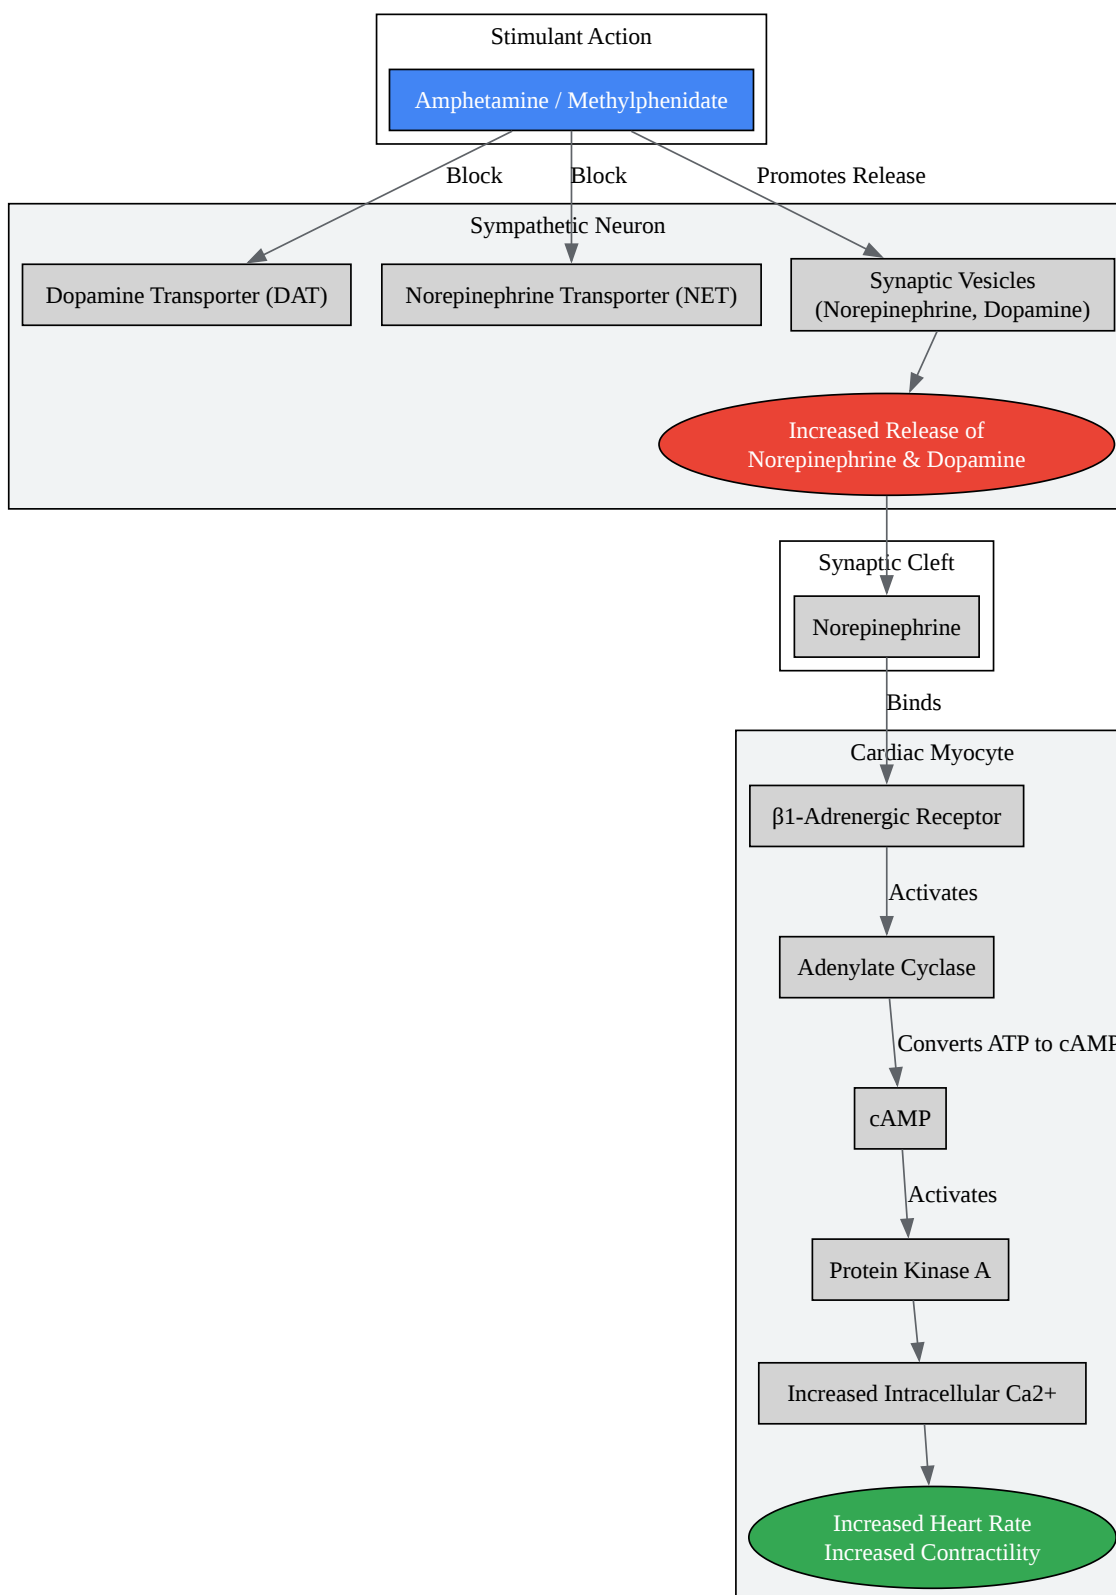 Stimulant Action
Amphetamine / Methylphenidate
Block
Block
Promotes Release
Sympathetic Neuron
Dopamine Transporter (DAT)
Norepinephrine Transporter (NET)
Synaptic Vesicles
(Norepinephrine, Dopamine)
Increased Release of
Norepinephrine & Dopamine
Synaptic Cleft
Norepinephrine
Binds
Cardiac Myocyte
β1-Adrenergic Receptor
Activates
Adenylate Cyclase
Converts ATP to cAMP
cAMP
Activates
Protein Kinase A
Increased Intracellular Ca2+
Increased Heart Rate
Increased Contractility